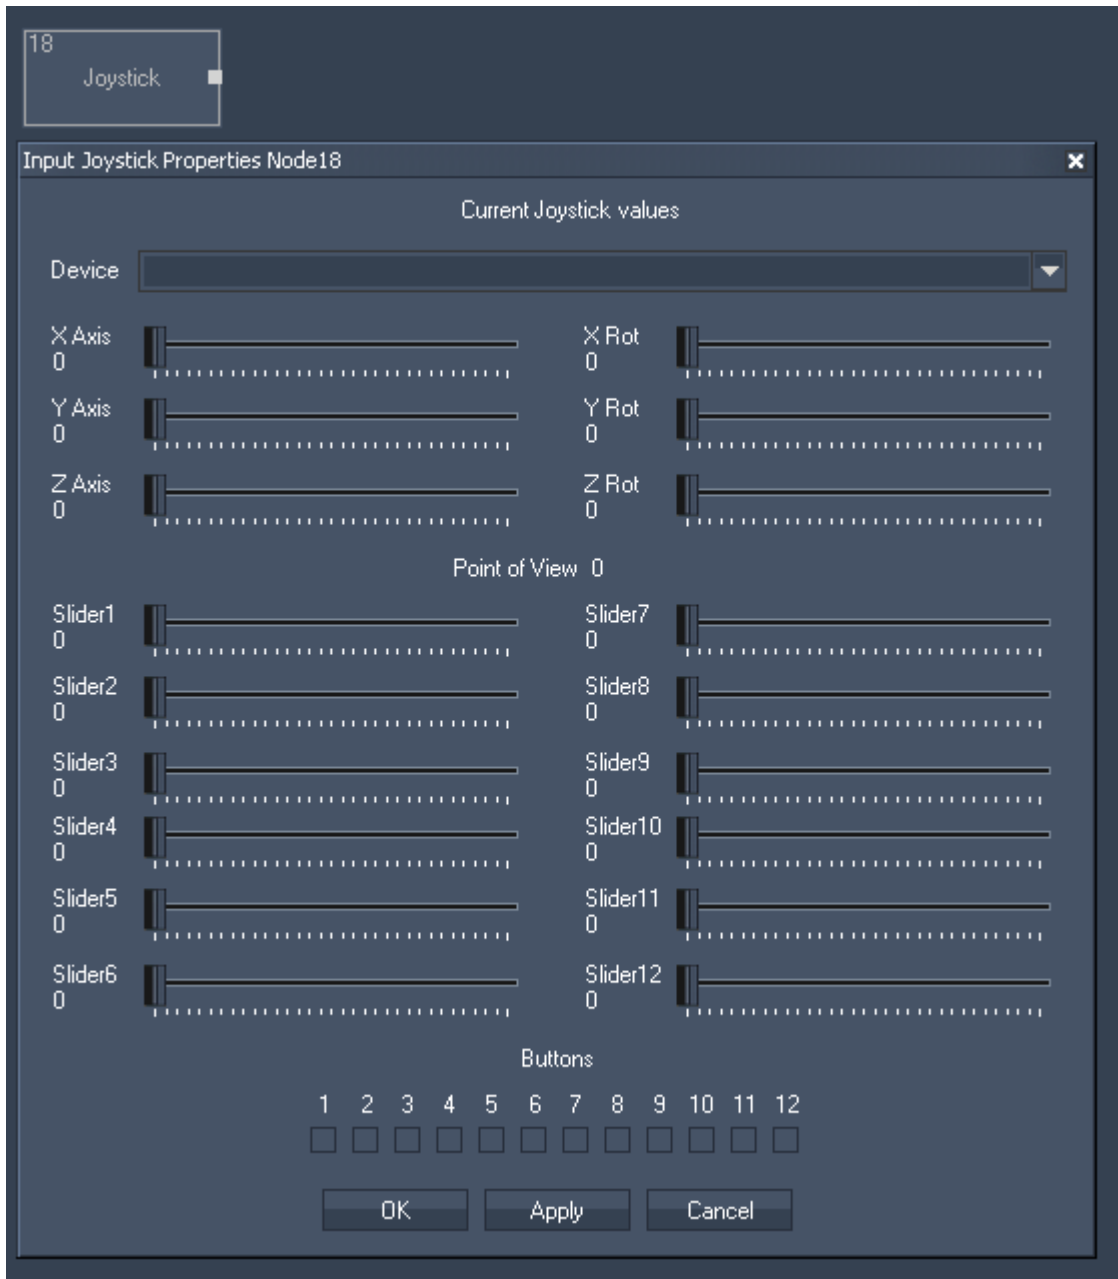 18
Joystick
Input Joystick Properties Node18
Current Joystick values
Device
X Axis
0
X Rot
0
Y Axis
0
Y Rot
0
Z Axis
0
Z Rot
0
Point of View 0
Slider1
0
Slider7
0
Slider2
0
Slider8
0
Slider3
0
Slider9
0
Slider4
0
Slider10
0
Slider5
0
Slider11
0
Slider6
0
Slider12
0
Buttons
1 2 3 4 5 6 7 8 9 10 11 12
OK Apply Cancel